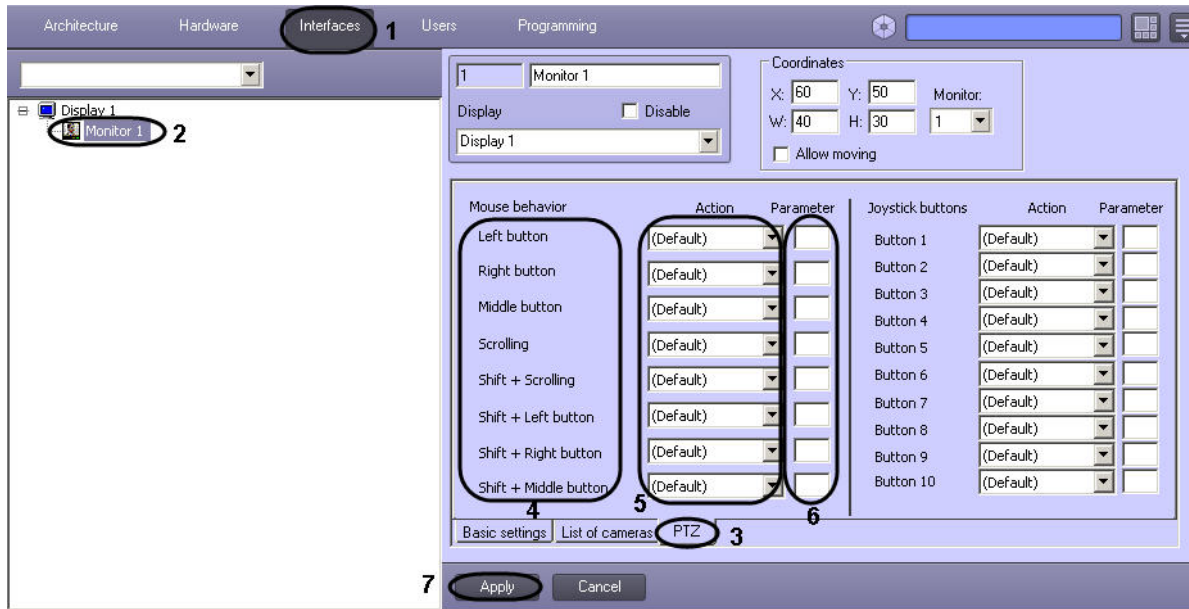 Architecture Hardware Interfaces 1 Users Programming
Display 1
Monitor 1 2
1 Monitor 1
Display Disable
Display 1
Coordinates
X: 60 Y: 50 Monitor:
W: 40 H: 30 1
Allow moving
Mouse behavior Action Parameter Joystick buttons Action Parameter
Left button (Default) Button 1 (Default)
Right button (Default) Button 2 (Default)
Middle button (Default) Button 3 (Default)
Button 4 (Default)
Scrolling (Default) Button 5 (Default)
Shift + Scrolling (Default) Button 6 (Default)
Button 7 (Default)
Shift + Left button (Default) Button 8 (Default)
Shift + Right button (Default) Button 9 (Default)
Shift + Middle button (Default) Button 10 (Default)
4 5 6
Basic settings List of cameras PTZ 3
7 Apply Cancel